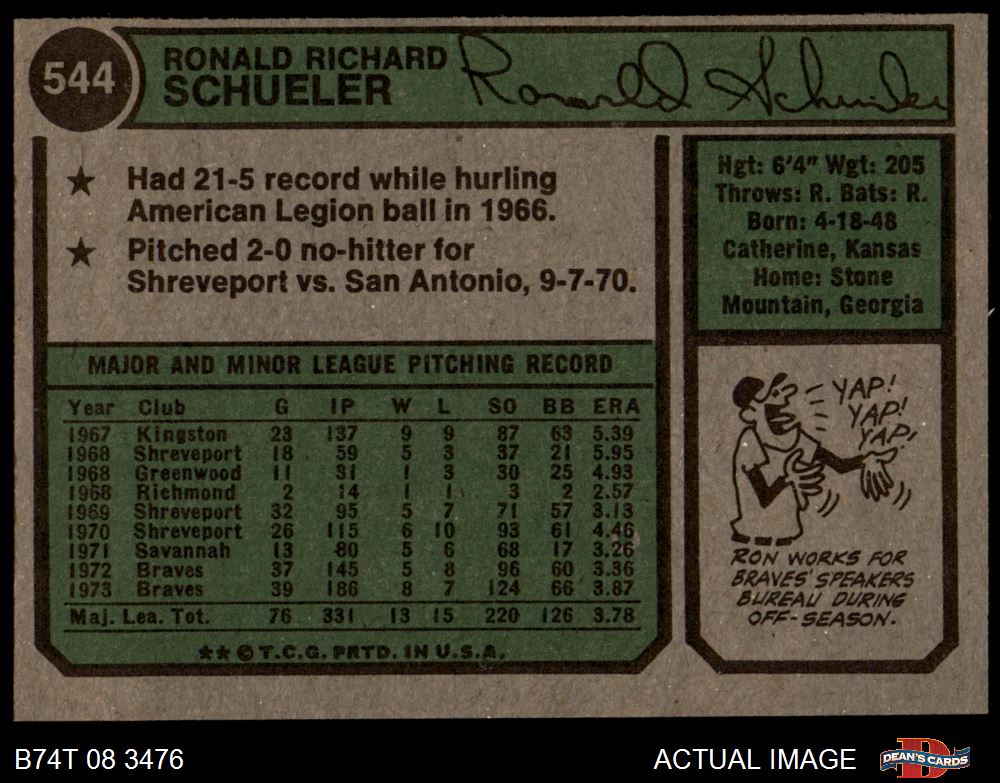 544
RONALD RICHARD
SCHUELER
Ronald Schueler
★ Had 21-5 record while hurling
American Legion ball in 1966.
★ Pitched 2-0 no-hitter for
Shreveport vs. San Antonio, 9-7-70.
Hgt: 6'4" Wgt: 205
Throws: R. Bats: R.
Born: 4-18-48
Catherine, Kansas
Home: Stone
Mountain, Georgia
MAJOR AND MINOR LEAGUE PITCHING RECORD
Year Club G IP W L SO BB ERA
1967 Kingston 23 137 9 9 87 63 5.39
1968 Shreveport 18 59 5 3 37 21 5.95
1968 Greenwood 11 31 1 3 30 25 4.93
1968 Richmond 2 14 1 1 3 2 2.57
1969 Shreveport 32 95 5 7 71 57 3.13
1970 Shreveport 26 115 6 10 93 61 4.46
1971 Savannah 13 80 5 6 68 17 3.26
1972 Braves 37 145 5 8 96 60 3.36
1973 Braves 39 186 8 7 124 66 3.87
Maj. Lea. Tot. 76 331 13 15 220 126 3.78
★★ © T.C.G. PRTD. IN U.S.A.
YAP!
YAP!
YAP!
RON WORKS FOR
BRAVES' SPEAKERS
BUREAU DURING
OFF-SEASON.
B74T 08 3476
ACTUAL IMAGE
DEAN'S CARDS